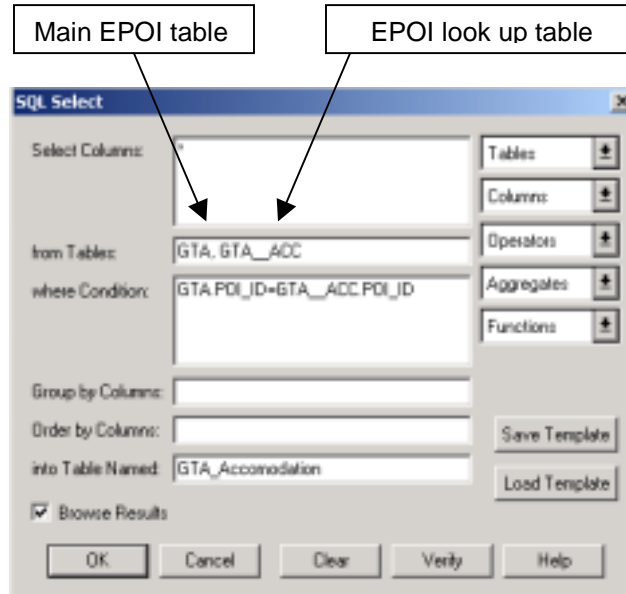 Main EPOI table
EPOI look up table
SQL Select
Select Columns:
*
Tables
Columns
from Tables:
GTA, GTA__ACC
Operators
where Condition:
GTA.POI_ID=GTA__ACC.POI_ID
Aggregates
Functions
Group by Columns:
Order by Columns:
Save Template
into Table Named:
GTA_Accomodation
Load Template
Browse Results
OK Cancel Clear Verify Help